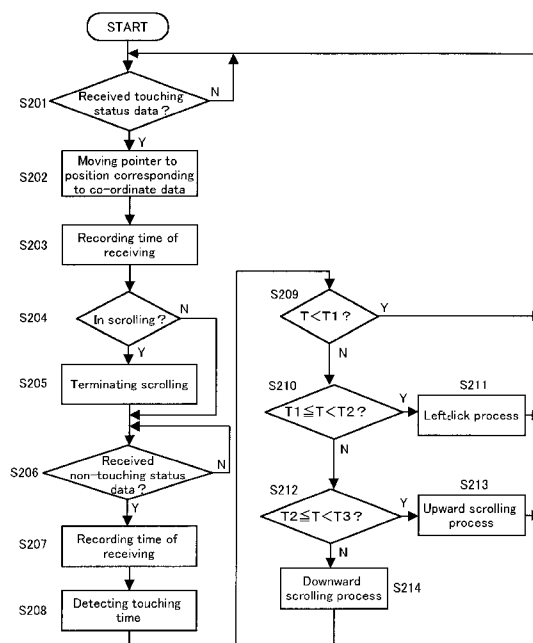 START
S201
Received touching
status data?
N
Y
S202
Moving pointer to
position corresponding
to co-ordinate data
S203
Recording time of
receiving
S204
In scrolling?
N
Y
S205
Terminating scrolling
S206
Received
non-touching status
data?
N
Y
S207
Recording time of
receiving
S208
Detecting touching
time
S209
T<T1?
Y
N
S210
T1≦T<T2?
Y
S211
Left click process
N
S212
T2≦T<T3?
Y
S213
Upward scrolling
process
N
Downward
scrolling process
S214